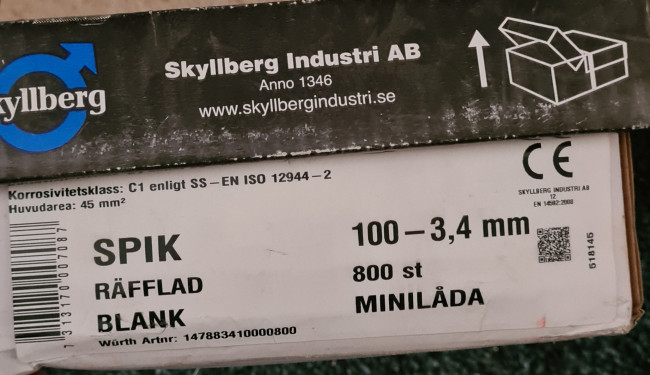 kyllberg
Skyllberg Industri AB
Anno 1346
www.skyllbergindustri.se
Korrosivitetsklass: C1 enligt SS-EN ISO 12944-2
Huvudarea: 45 mm²
SPIK
RÄFFLAD
BLANK
100-3,4 mm
800 st
MINILÅDA
Würth Artnr: 147883410000800
7 313170 007087
CE
SKYLLBERG INDUSTRI AB
12
EN 14592:2008
518145